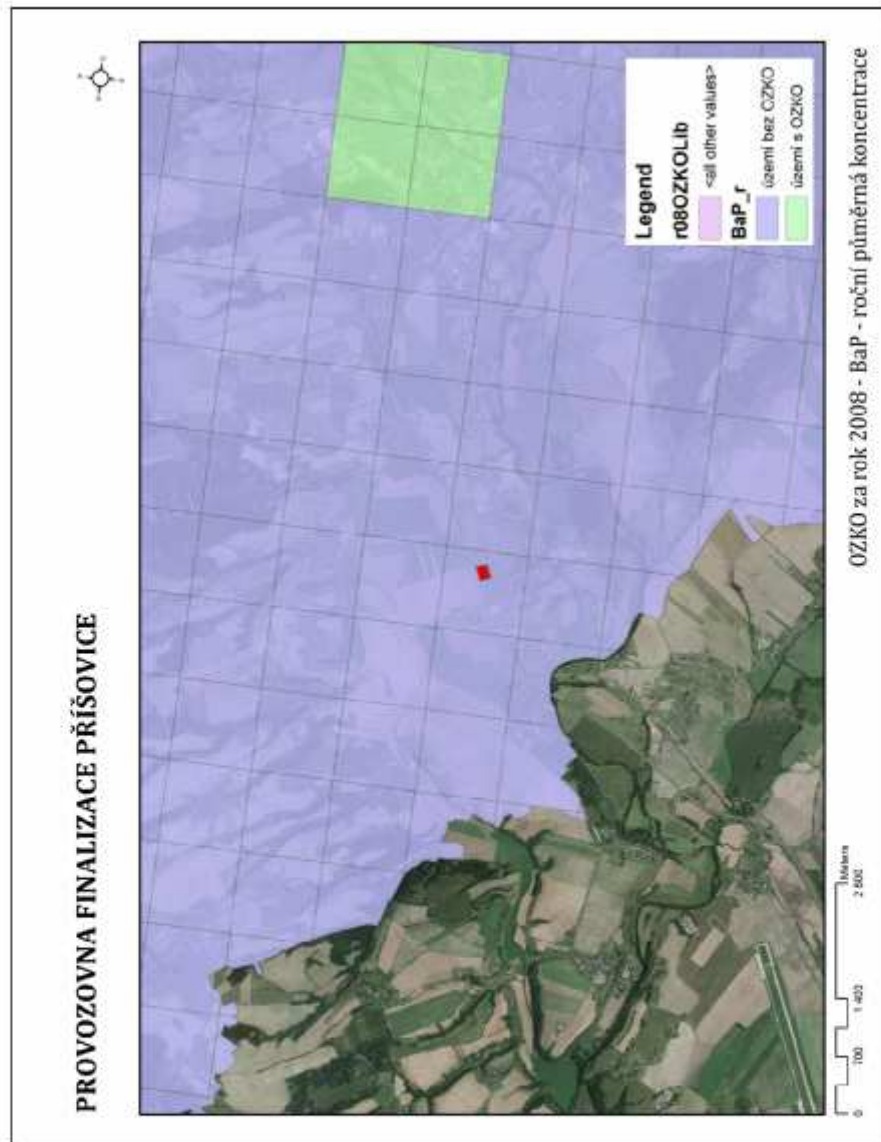 PROVOZOVNA FINALIZACE PŘÍŠOVICE
Legend
r08OZKOLib
<all other values>
BaP_r
území bez OZKO
území s OZKO
0 700 1 400 2 800
Meters
OZKO za rok 2008 - BaP - roční půměrná koncentrace